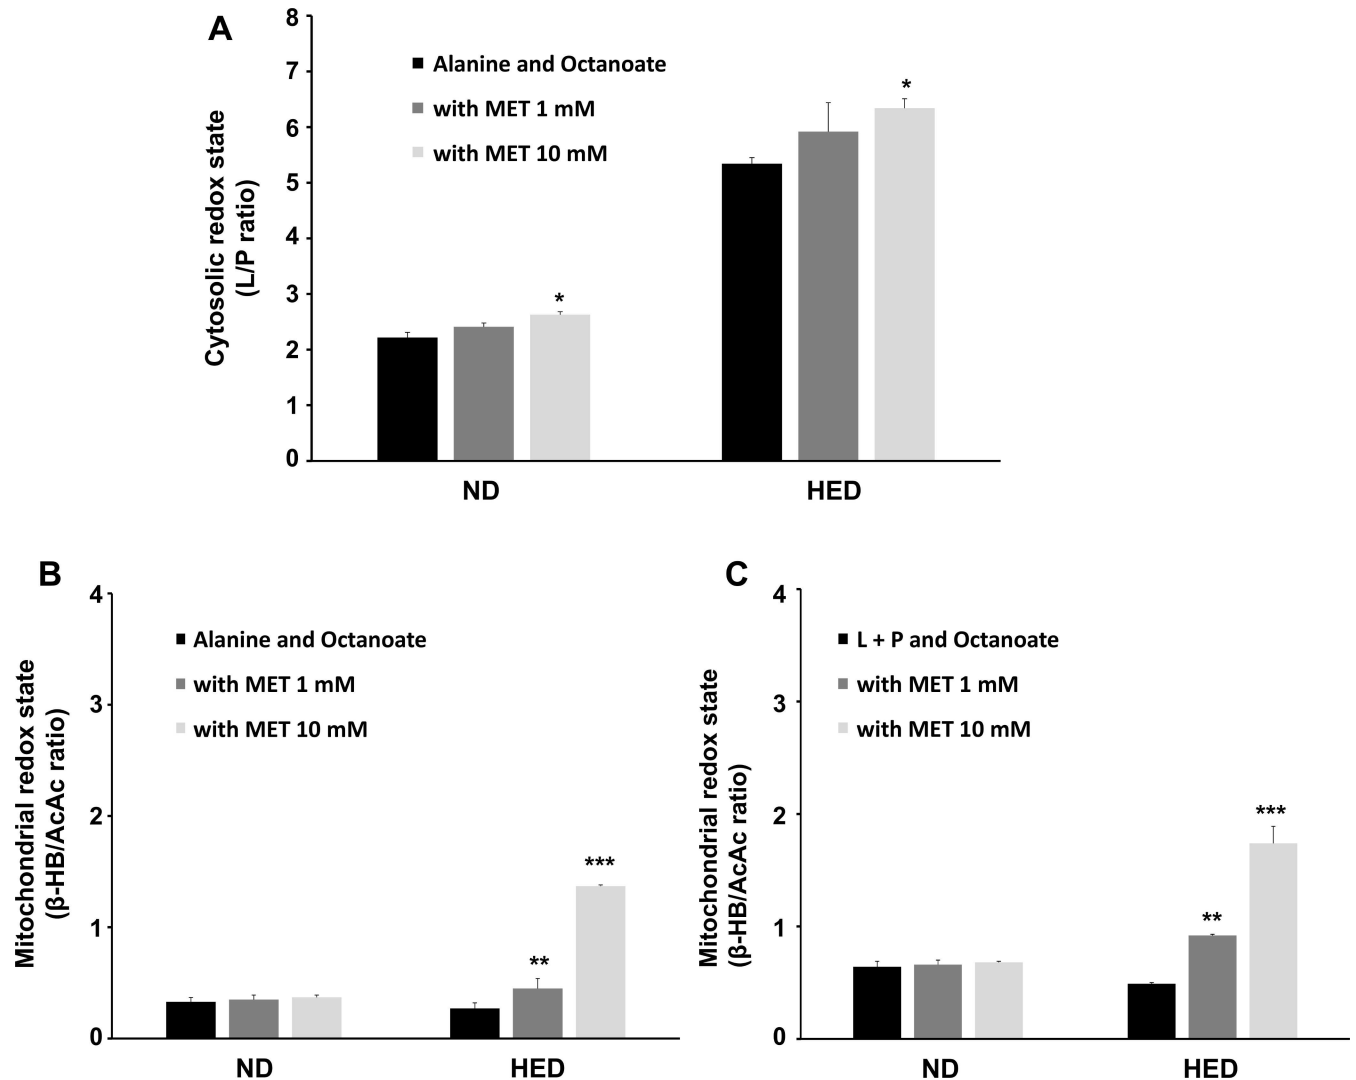 A
8
7
6
5
4
3
2
1
0
Cytosolic redox state
(L/P ratio)
Alanine and Octanoate
with MET 1 mM
with MET 10 mM
*
*
ND
HED
B
4
3
2
1
0
Mitochondrial redox state
(β-HB/AcAc ratio)
Alanine and Octanoate
with MET 1 mM
with MET 10 mM
**
***
ND
HED
C
4
3
2
1
0
Mitochondrial redox state
(β-HB/AcAc ratio)
L + P and Octanoate
with MET 1 mM
with MET 10 mM
**
***
ND
HED